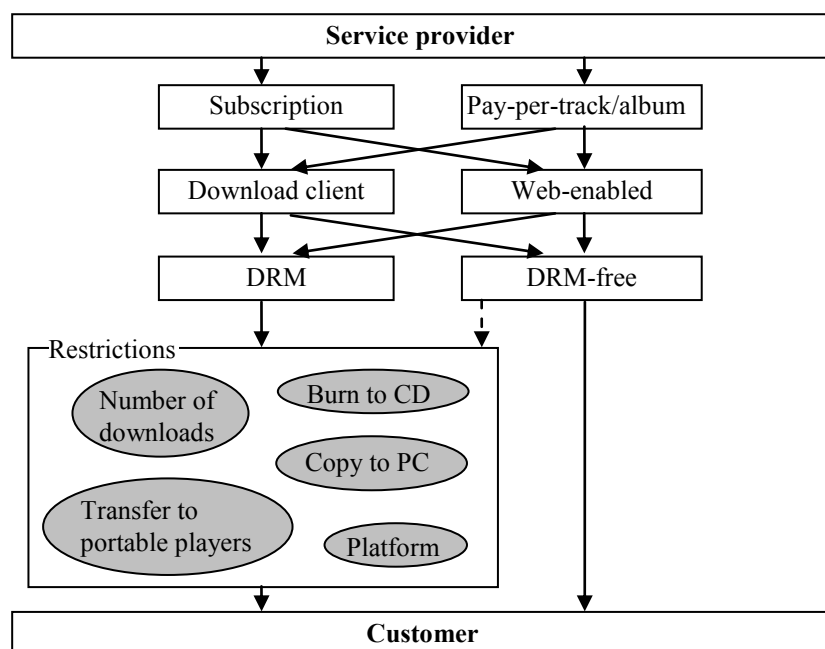 Service provider
Subscription
Pay-per-track/album
Download client
Web-enabled
DRM
DRM-free
Restrictions
Number of
downloads
Burn to CD
Copy to PC
Transfer to
portable players
Platform
Customer